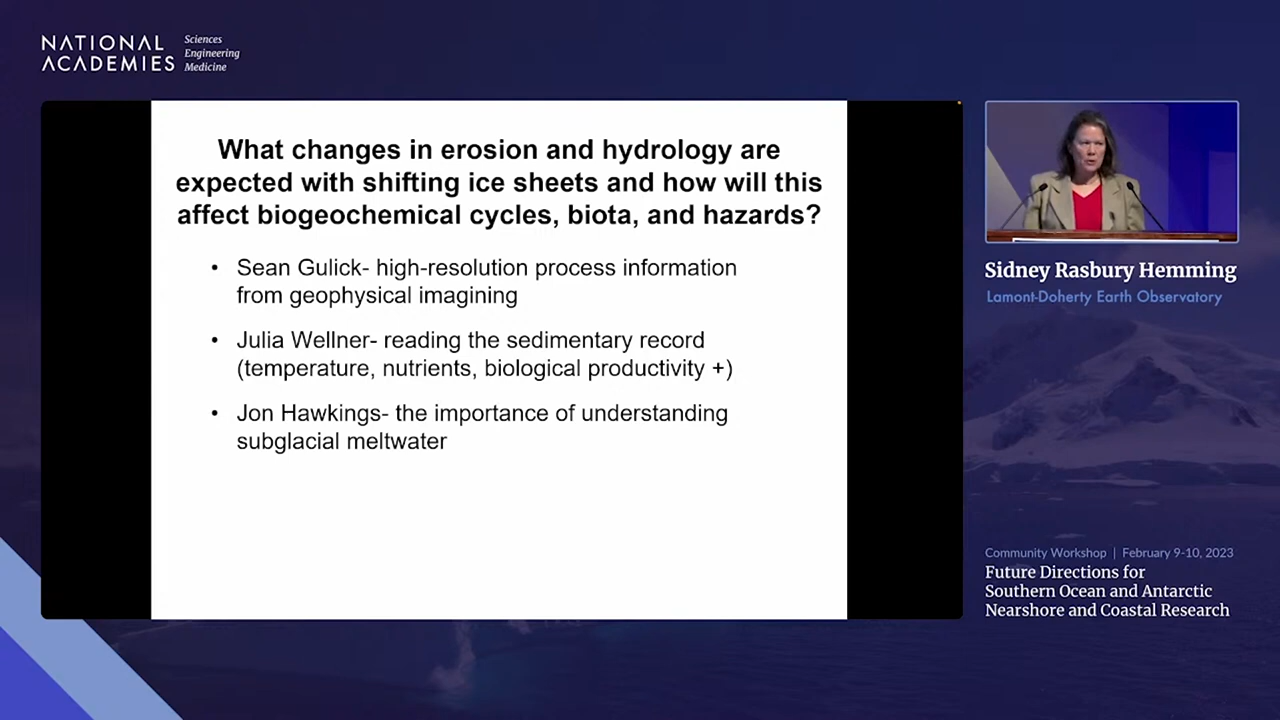 NATIONAL
ACADEMIES
Sciences
Engineering
Medicine
What changes in erosion and hydrology are
expected with shifting ice sheets and how will this
affect biogeochemical cycles, biota, and hazards?
• Sean Gulick- high-resolution process information
from geophysical imagining
• Julia Wellner- reading the sedimentary record
(temperature, nutrients, biological productivity +)
• Jon Hawkings- the importance of understanding
subglacial meltwater
Sidney Rasbury Hemming
Lamont-Doherty Earth Observatory
Community Workshop | February 9-10, 2023
Future Directions for
Southern Ocean and Antarctic
Nearshore and Coastal Research